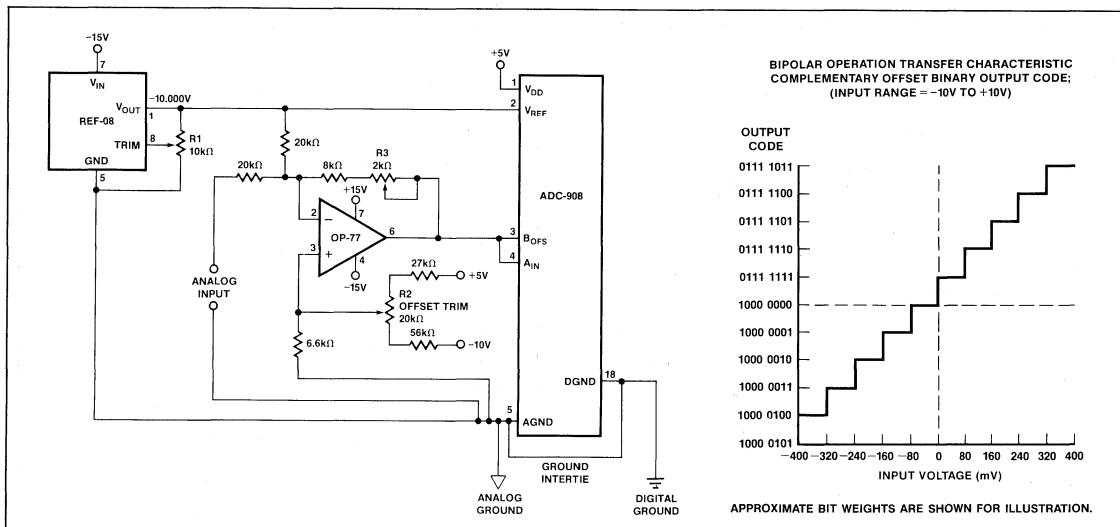 −15V
7
V_IN
V_OUT
−10.000V
1
REF-08
TRIM
8
R1
10kΩ
GND
5
20kΩ
20kΩ
8kΩ
R3
2kΩ
+15V
7
2
−
OP-77
6
3
+
4
−15V
ANALOG
INPUT
27kΩ
+5V
R2
OFFSET TRIM
20kΩ
56kΩ
−10V
6.6kΩ
+5V
1
V_DD
2
V_REF
ADC-908
3
B_OFS
4
A_IN
18
DGND
5
AGND
GROUND
INTERTIE
ANALOG
GROUND
DIGITAL
GROUND
BIPOLAR OPERATION TRANSFER CHARACTERISTIC
COMPLEMENTARY OFFSET BINARY OUTPUT CODE;
(INPUT RANGE = −10V TO +10V)
OUTPUT
CODE
0111 1011
0111 1100
0111 1101
0111 1110
0111 1111
1000 0000
1000 0001
1000 0010
1000 0011
1000 0100
1000 0101
−400 −320 −240 −160 −80 0 80 160 240 320 400
INPUT VOLTAGE (mV)
APPROXIMATE BIT WEIGHTS ARE SHOWN FOR ILLUSTRATION.